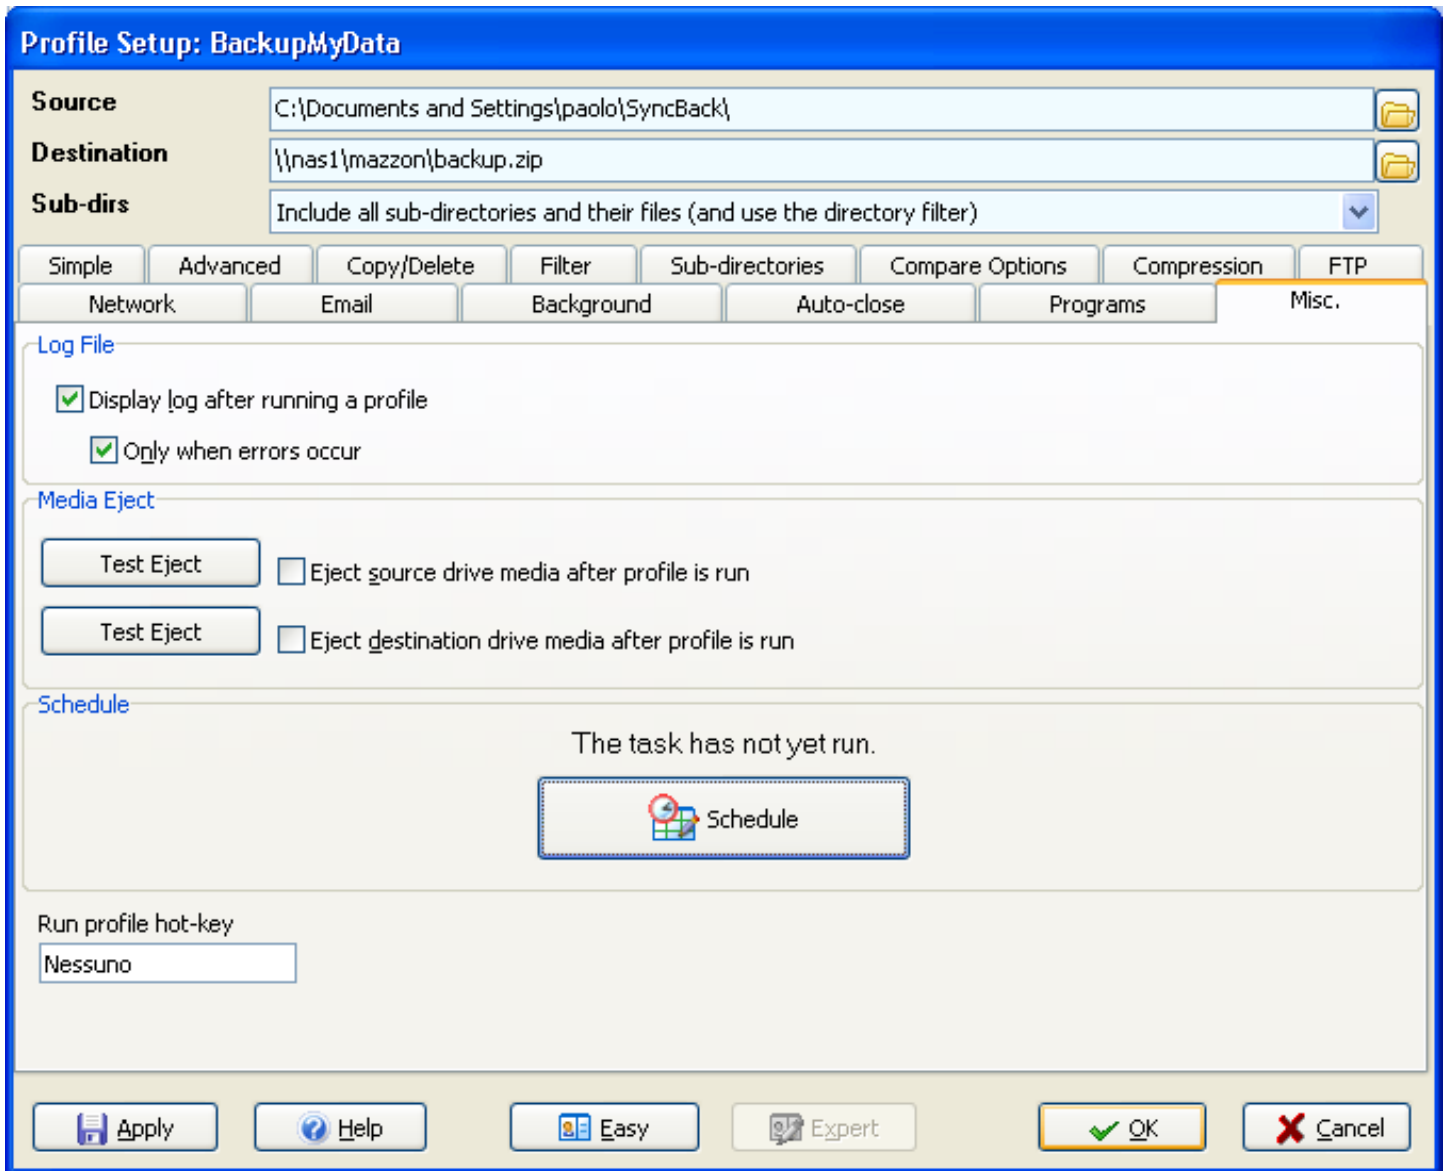 Profile Setup: BackupMyData
Source C:\Documents and Settings\paolo\SyncBack\
Destination \\nas1\mazzon\backup.zip
Sub-dirs Include all sub-directories and their files (and use the directory filter)
Simple Advanced Copy/Delete Filter Sub-directories Compare Options Compression FTP
Network Email Background Auto-close Programs Misc.
Log File
Display log after running a profile
Only when errors occur
Media Eject
Test Eject Eject source drive media after profile is run
Test Eject Eject destination drive media after profile is run
Schedule
The task has not yet run.
Schedule
Run profile hot-key
Nessuno
Apply Help Easy Expert OK Cancel